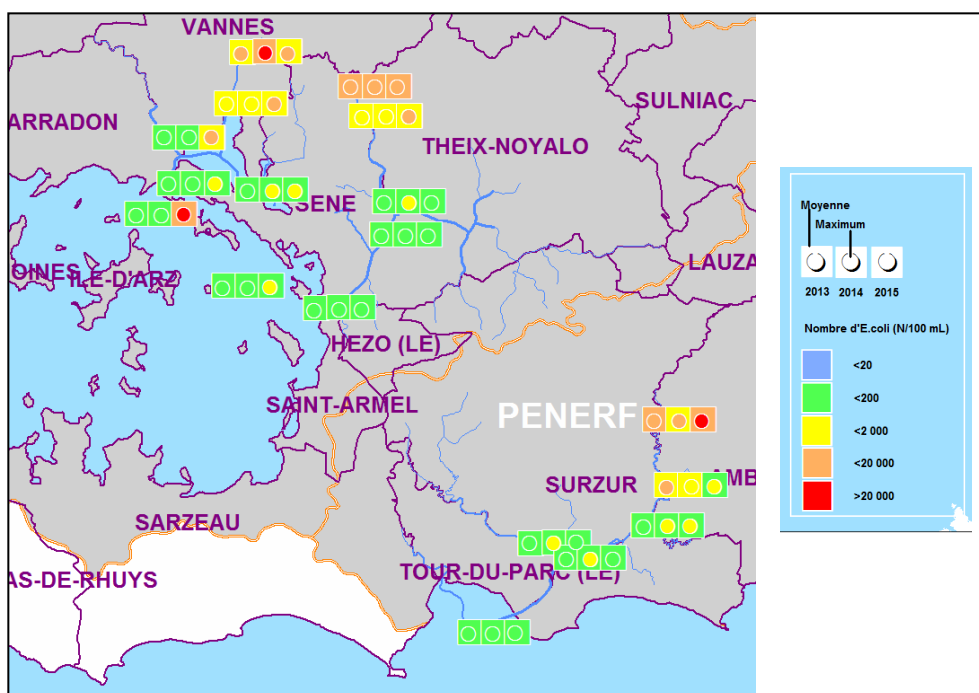 VANNES
SULNIAC
ARRADON
THEIX-NOYALO
SENE
LAUZA
OINES
ILE-D'ARZ
HEZO (LE)
SAINT-ARMEL
PENERF
AMB
SURZUR
SARZEAU
TOUR-DU-PARC (LE)
AS-DE-RHUYS
Moyenne
Maximum
2013 2014 2015
Nombre d'E.coli (N/100 mL)
<20
<200
<2 000
<20 000
>20 000